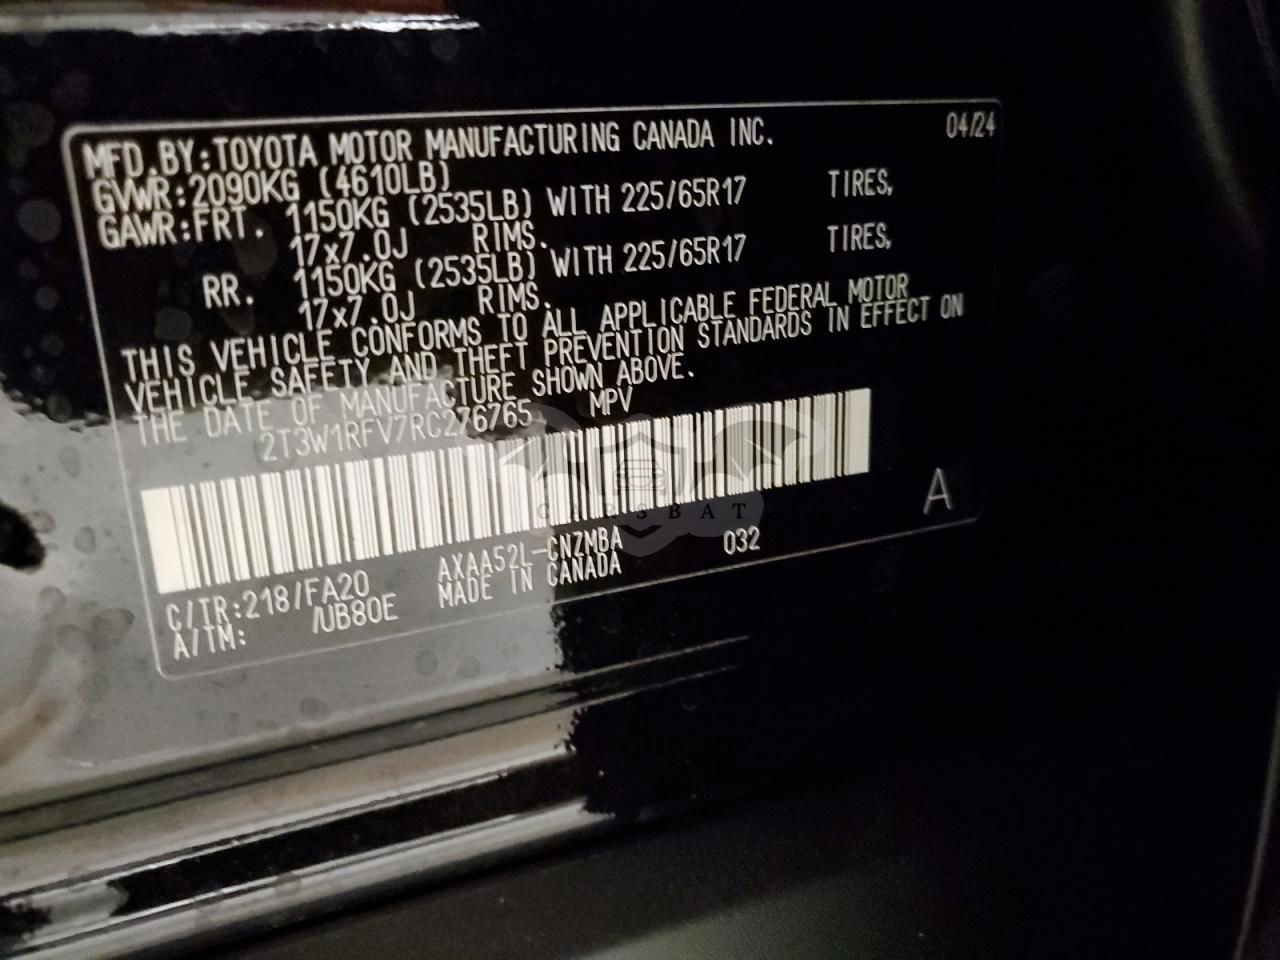 MFD.BY:TOYOTA MOTOR MANUFACTURING CANADA INC. 04/24
GVWR:2090KG (4610LB)
GAWR:FRT. 1150KG (2535LB) WITH 225/65R17 TIRES,
17x7.0J RIMS.
RR. 1150KG (2535LB) WITH 225/65R17 TIRES,
17x7.0J RIMS.
THIS VEHICLE CONFORMS TO ALL APPLICABLE FEDERAL MOTOR
VEHICLE SAFETY AND THEFT PREVENTION STANDARDS IN EFFECT ON
THE DATE OF MANUFACTURE SHOWN ABOVE.
2T3W1RFV7RC276765 MPV
CARSBAT
A
C/TR:218/FA20 AXAA52L-CNZMBA 032
A/TM: /UB80E MADE IN CANADA